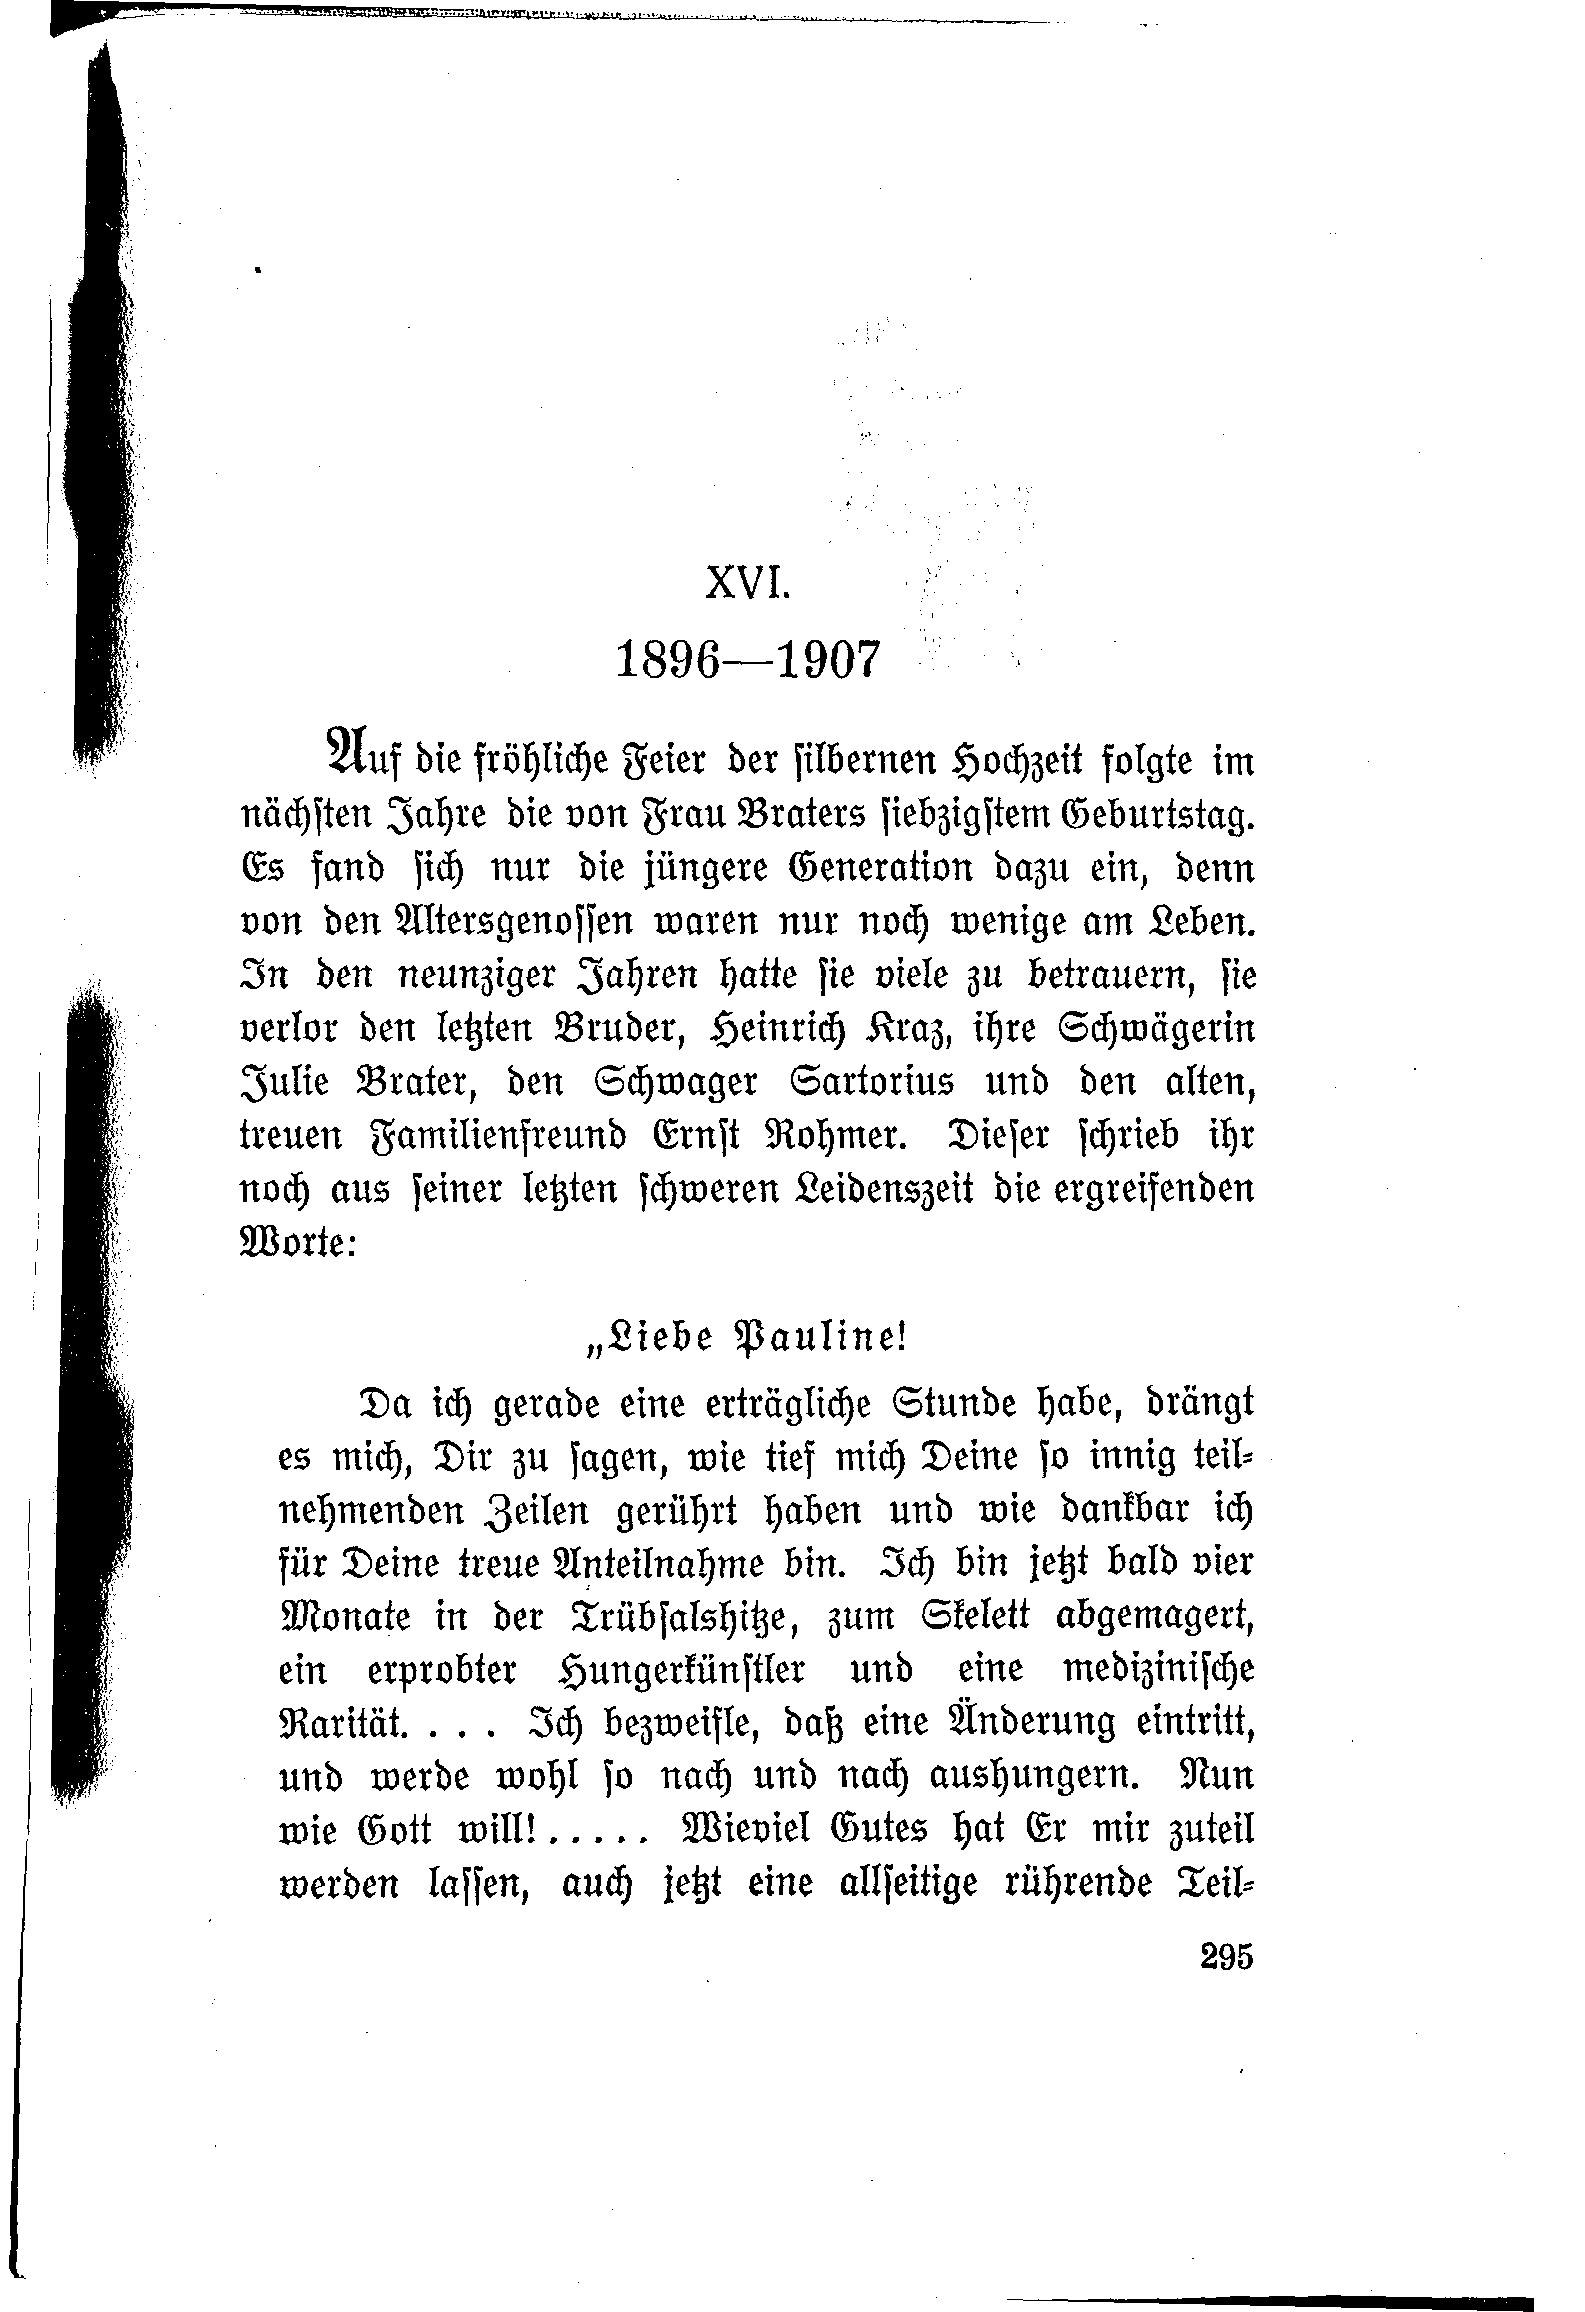 XVI.
1896—1907
Auf die fröhliche Feier der silbernen Hochzeit folgte im
nächsten Jahre die von Frau Braters siebzigstem Geburtstag.
Es fand sich nur die jüngere Generation dazu ein, denn
von den Altersgenossen waren nur noch wenige am Leben.
In den neunziger Jahren hatte sie viele zu betrauern, sie
verlor den letzten Bruder, Heinrich Kraz, ihre Schwägerin
Julie Brater, den Schwager Sartorius und den alten,
treuen Familienfreund Ernst Rohmer. Dieser schrieb ihr
noch aus seiner letzten schweren Leidenszeit die ergreifenden
Worte:
„Liebe Pauline!
Da ich gerade eine erträgliche Stunde habe, drängt
es mich, Dir zu sagen, wie tief mich Deine so innig teil-
nehmenden Zeilen gerührt haben und wie dankbar ich
für Deine treue Anteilnahme bin. Ich bin jetzt bald vier
Monate in der Trübsalshitze, zum Skelett abgemagert,
ein erprobter Hungerkünstler und eine medizinische
Rarität. . . . Ich bezweifle, daß eine Änderung eintritt,
und werde wohl so nach und nach aushungern. Nun
wie Gott will! . . . . . Wieviel Gutes hat Er mir zuteil
werden lassen, auch jetzt eine allseitige rührende Teil-
295